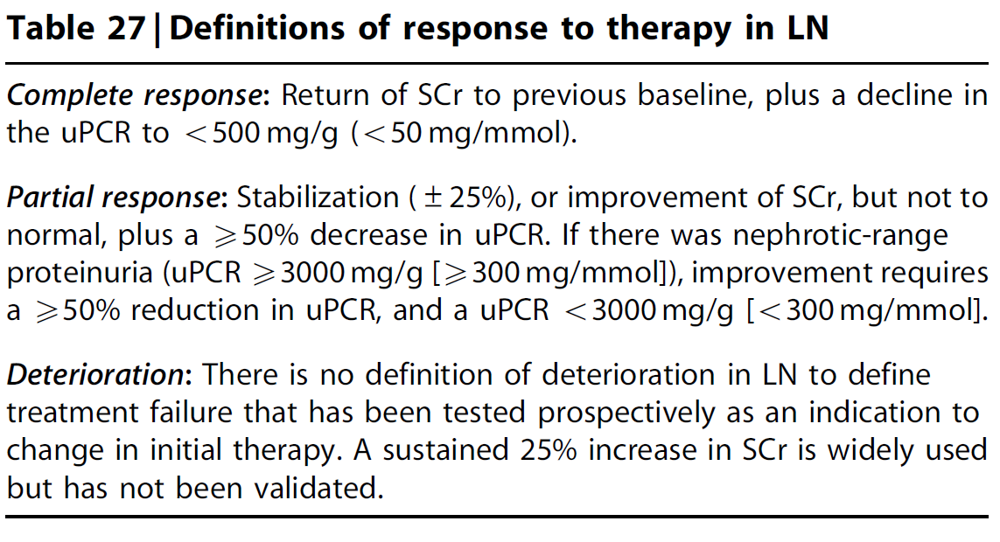 Table 27 | Definitions of response to therapy in LN
Complete response: Return of SCr to previous baseline, plus a decline in
the uPCR to <500 mg/g (<50 mg/mmol).
Partial response: Stabilization (±25%), or improvement of SCr, but not to
normal, plus a ⩾50% decrease in uPCR. If there was nephrotic-range
proteinuria (uPCR ⩾3000 mg/g [⩾300 mg/mmol]), improvement requires
a ⩾50% reduction in uPCR, and a uPCR <3000 mg/g [<300 mg/mmol].
Deterioration: There is no definition of deterioration in LN to define
treatment failure that has been tested prospectively as an indication to
change in initial therapy. A sustained 25% increase in SCr is widely used
but has not been validated.